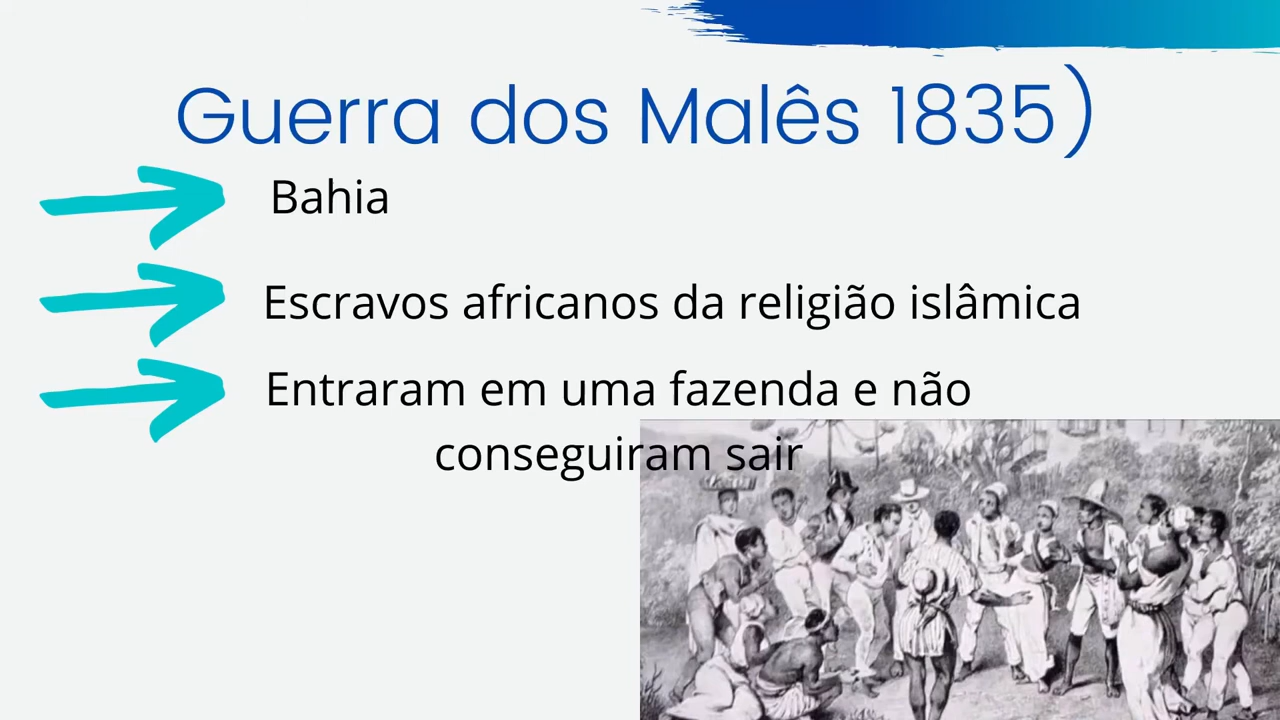 Guerra dos Malês 1835)
Bahia
Escravos africanos da religião islâmica
Entraram em uma fazenda e não
conseguiram sair